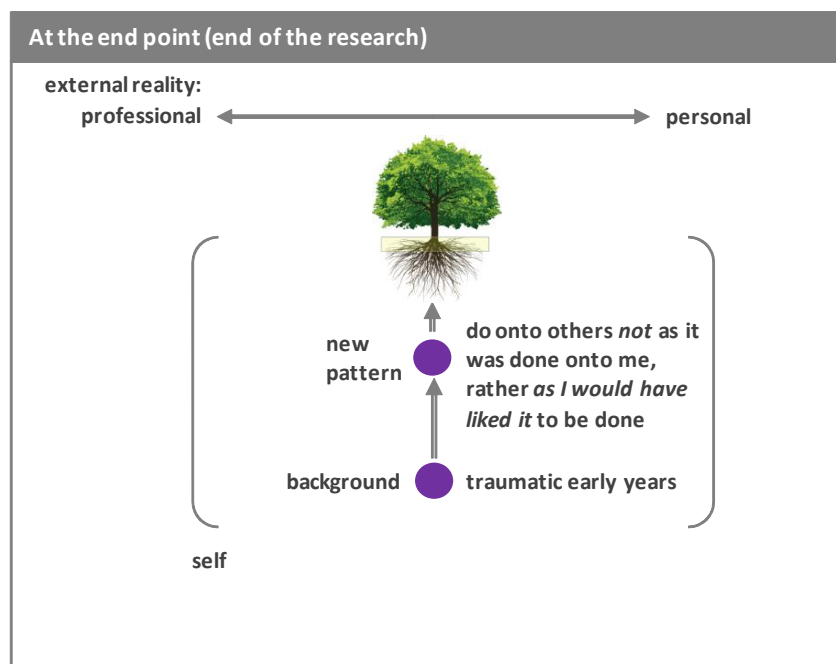 At the end point (end of the research)
external reality:
professional
personal
new
pattern
do onto others not as it
was done onto me,
rather as I would have
liked it to be done
background
traumatic early years
self